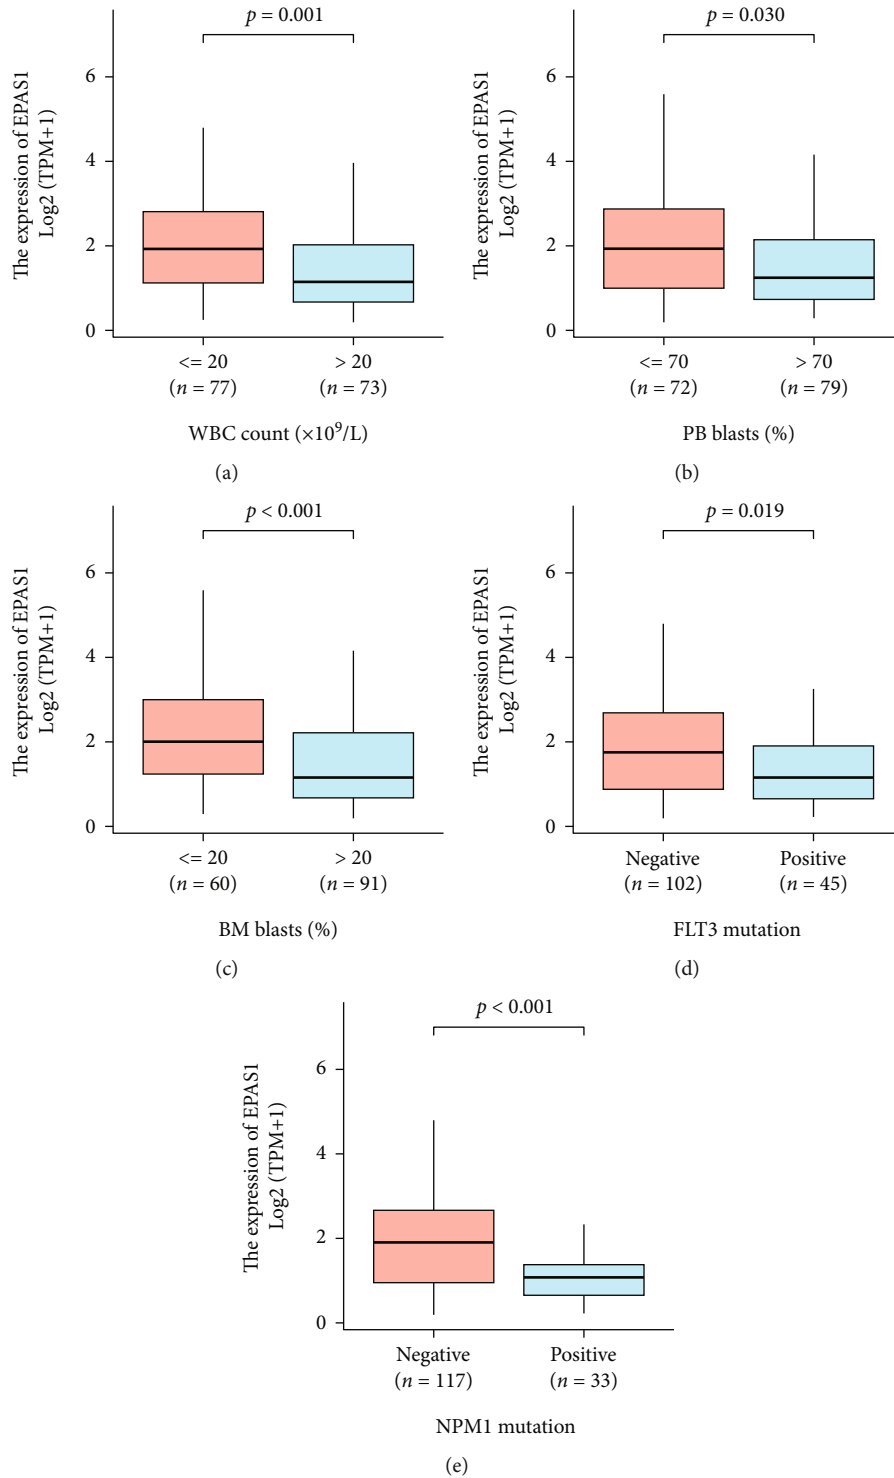 p = 0.001
The expression of EPAS1
Log2 (TPM+1)
6
4
2
0
<= 20
(n = 77)
> 20
(n = 73)
WBC count (×10⁹/L)
(a)
p = 0.030
The expression of EPAS1
Log2 (TPM+1)
6
4
2
0
<= 70
(n = 72)
> 70
(n = 79)
PB blasts (%)
(b)
p < 0.001
The expression of EPAS1
Log2 (TPM+1)
6
4
2
0
<= 20
(n = 60)
> 20
(n = 91)
BM blasts (%)
(c)
p = 0.019
The expression of EPAS1
Log2 (TPM+1)
6
4
2
0
Negative
(n = 102)
Positive
(n = 45)
FLT3 mutation
(d)
p < 0.001
The expression of EPAS1
Log2 (TPM+1)
6
4
2
0
Negative
(n = 117)
Positive
(n = 33)
NPM1 mutation
(e)